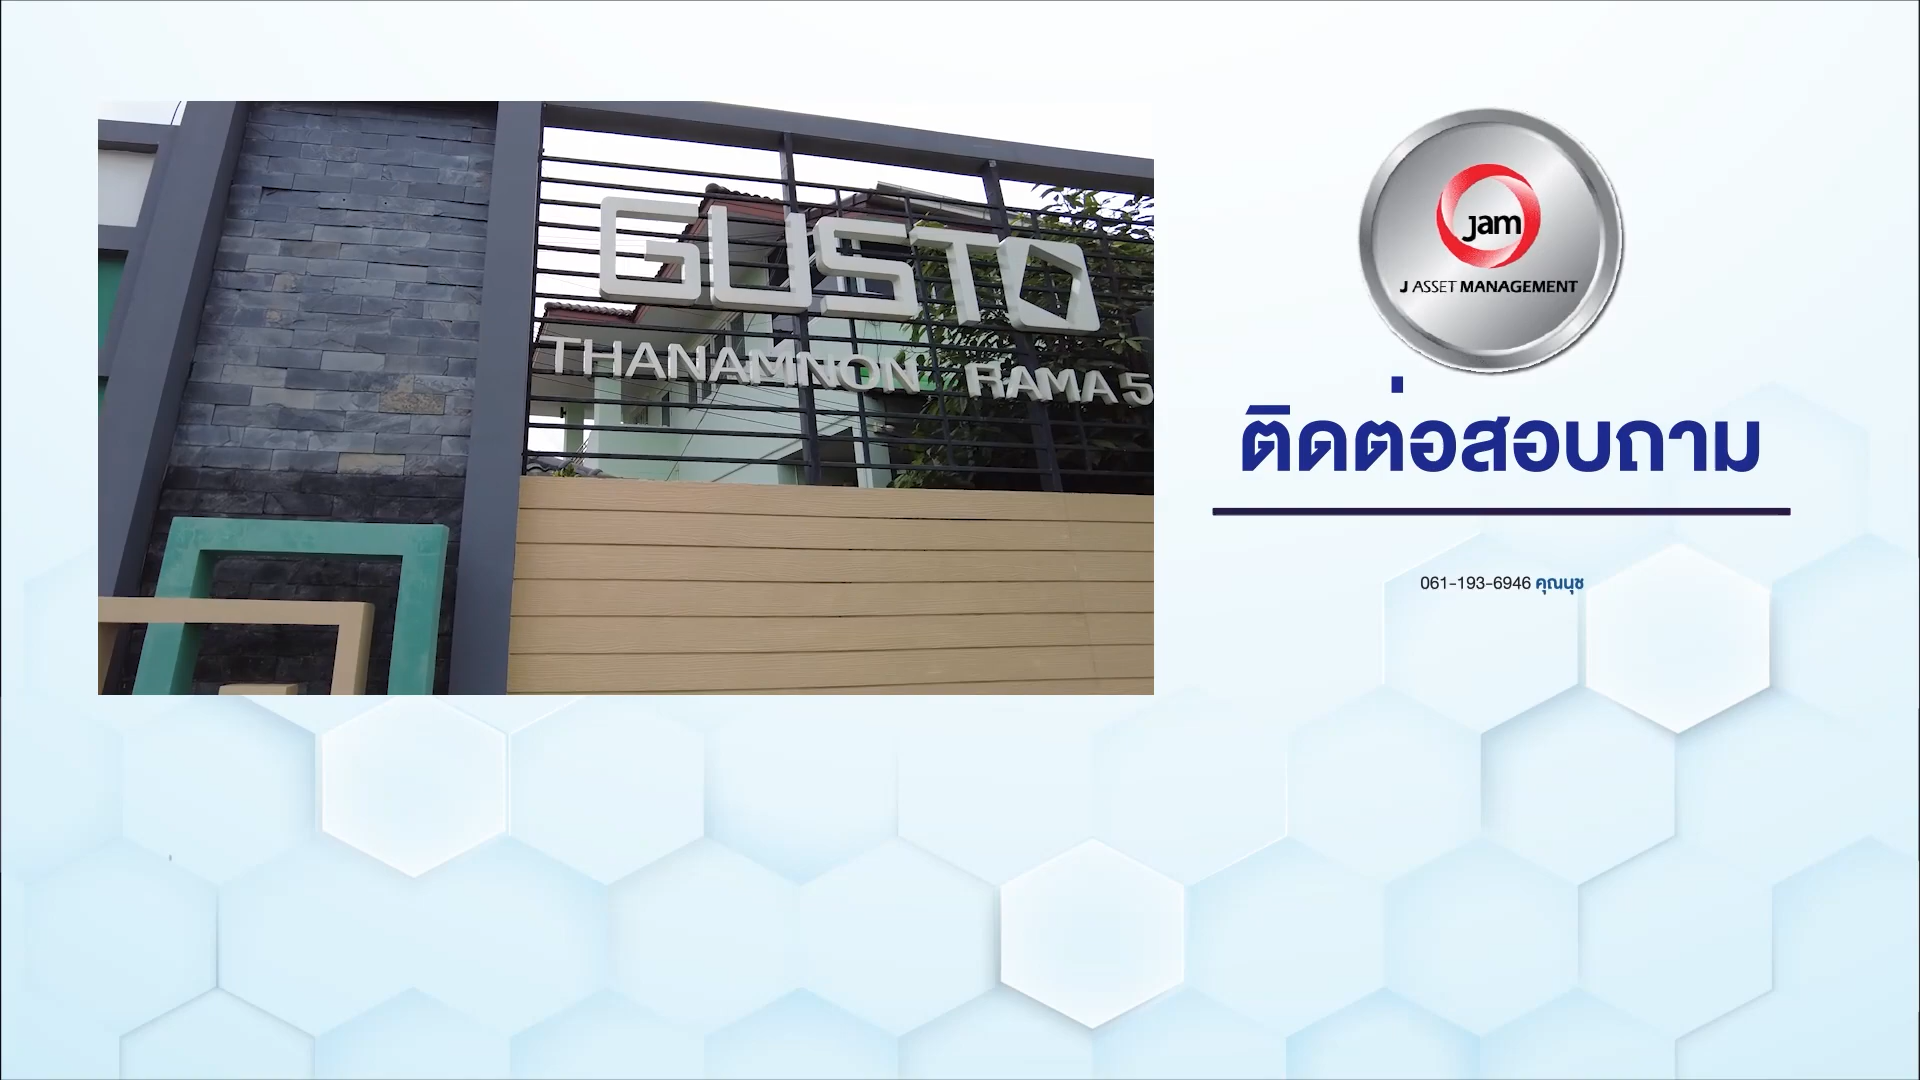 GUSTO
THANAMNON RAMA 5
jam
J ASSET MANAGEMENT
ติดต่อสอบถาม
061-193-6946 คุณนุช